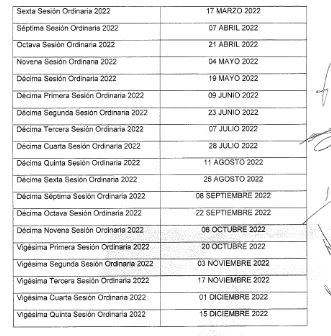 Sexta Sesión Ordinaria 2022 17 MARZO 2022
Séptima Sesión Ordinaria 2022 07 ABRIL 2022
Octava Sesión Ordinaria 2022 21 ABRIL 2022
Novena Sesión Ordinaria 2022 04 MAYO 2022
Décima Sesión Ordinaria 2022 19 MAYO 2022
Décima Primera Sesión Ordinaria 2022 09 JUNIO 2022
Décima Segunda Sesión Ordinaria 2022 23 JUNIO 2022
Décima Tercera Sesión Ordinaria 2022 07 JULIO 2022
Décima Cuarta Sesión Ordinaria 2022 28 JULIO 2022
Décima Quinta Sesión Ordinaria 2022 11 AGOSTO 2022
Décima Sexta Sesión Ordinaria 2022 25 AGOSTO 2022
Décima Séptima Sesión Ordinaria 2022 08 SEPTIEMBRE 2022
Décima Octava Sesión Ordinaria 2022 22 SEPTIEMBRE 2022
Décima Novena Sesión Ordinaria 2022 06 OCTUBRE 2022
Vigésima Primera Sesión Ordinaria 2022 20 OCTUBRE 2022
Vigésima Segunda Sesión Ordinaria 2022 03 NOVIEMBRE 2022
Vigésima Tercera Sesión Ordinaria 2022 17 NOVIEMBRE 2022
Vigésima Cuarta Sesión Ordinaria 2022 01 DICIEMBRE 2022
Vigésima Quinta Sesión Ordinaria 2022 15 DICIEMBRE 2022